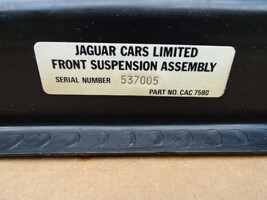 JAGUAR CARS LIMITED
FRONT SUSPENSION ASSEMBLY
SERIAL NUMBER 537005
PART NO. CAC 7580